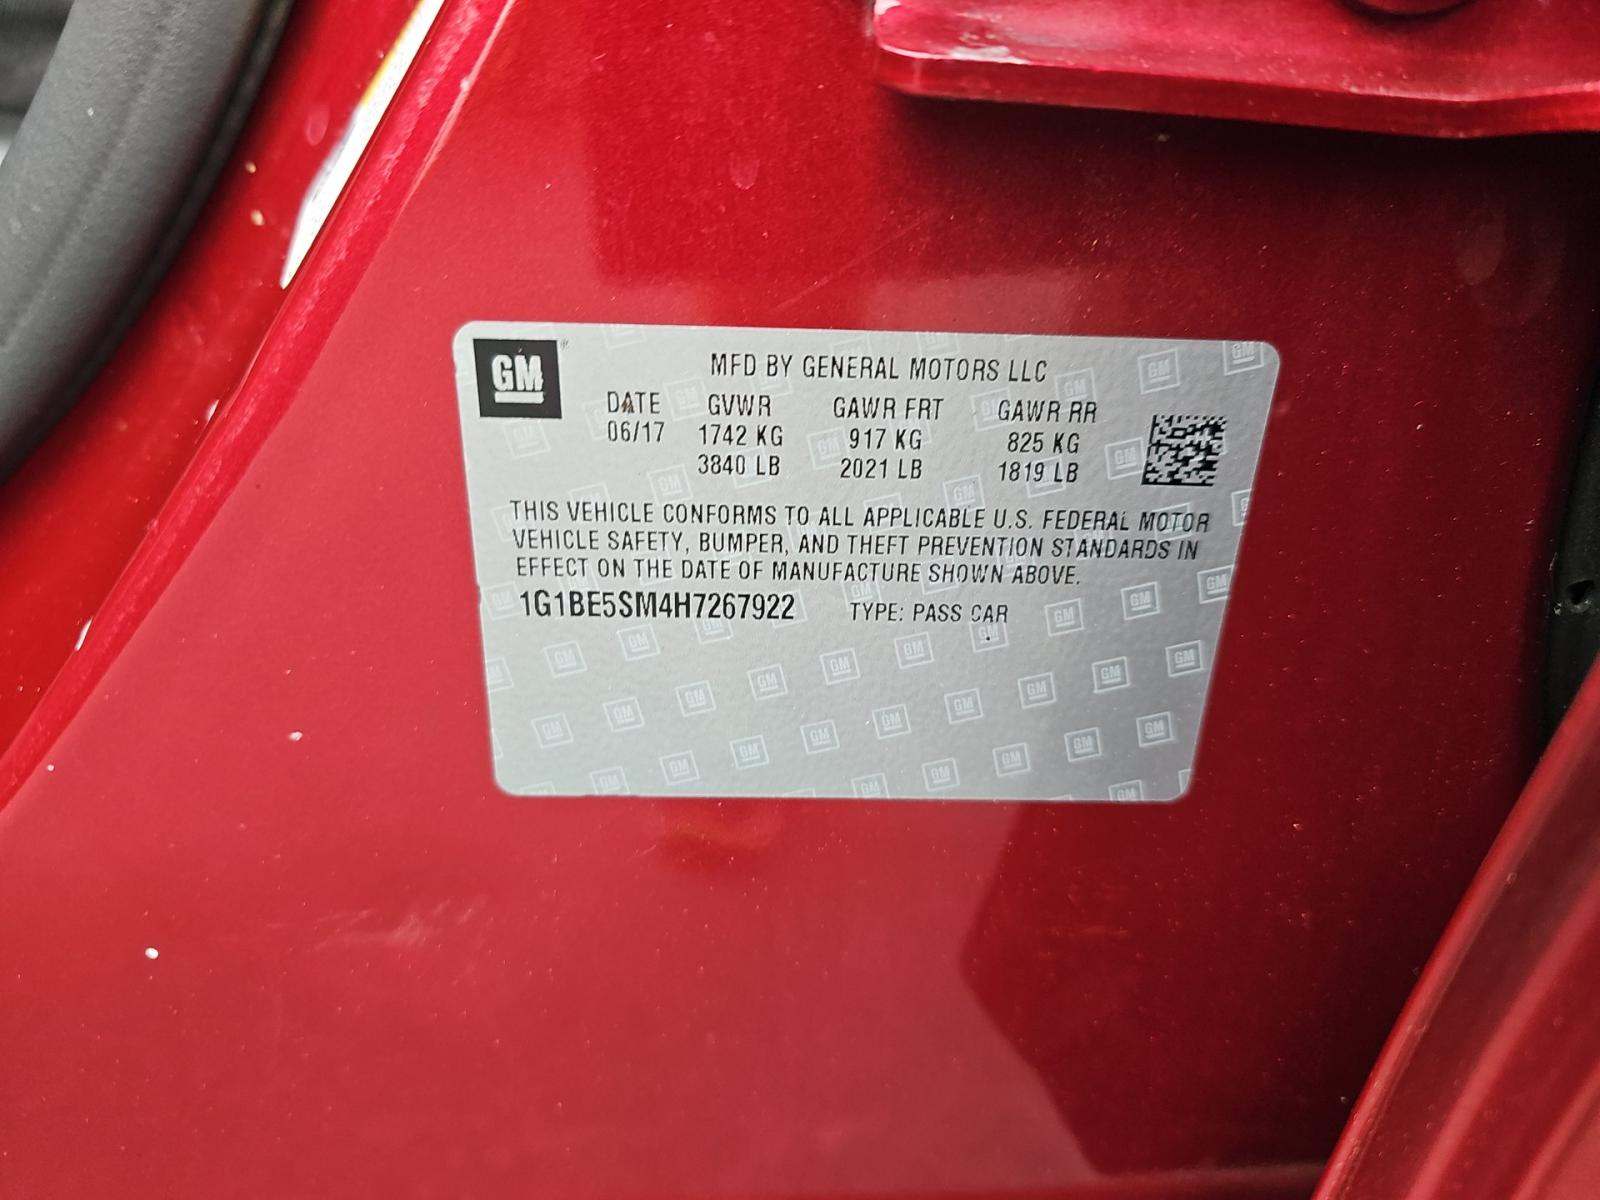 GM
MFD BY GENERAL MOTORS LLC
DATE GVWR GAWR FRT GAWR RR
06/17 1742 KG 917 KG 825 KG
3840 LB 2021 LB 1819 LB
THIS VEHICLE CONFORMS TO ALL APPLICABLE U.S. FEDERAL MOTOR
VEHICLE SAFETY, BUMPER, AND THEFT PREVENTION STANDARDS IN
EFFECT ON THE DATE OF MANUFACTURE SHOWN ABOVE.
1G1BE5SM4H7267922 TYPE: PASS CAR